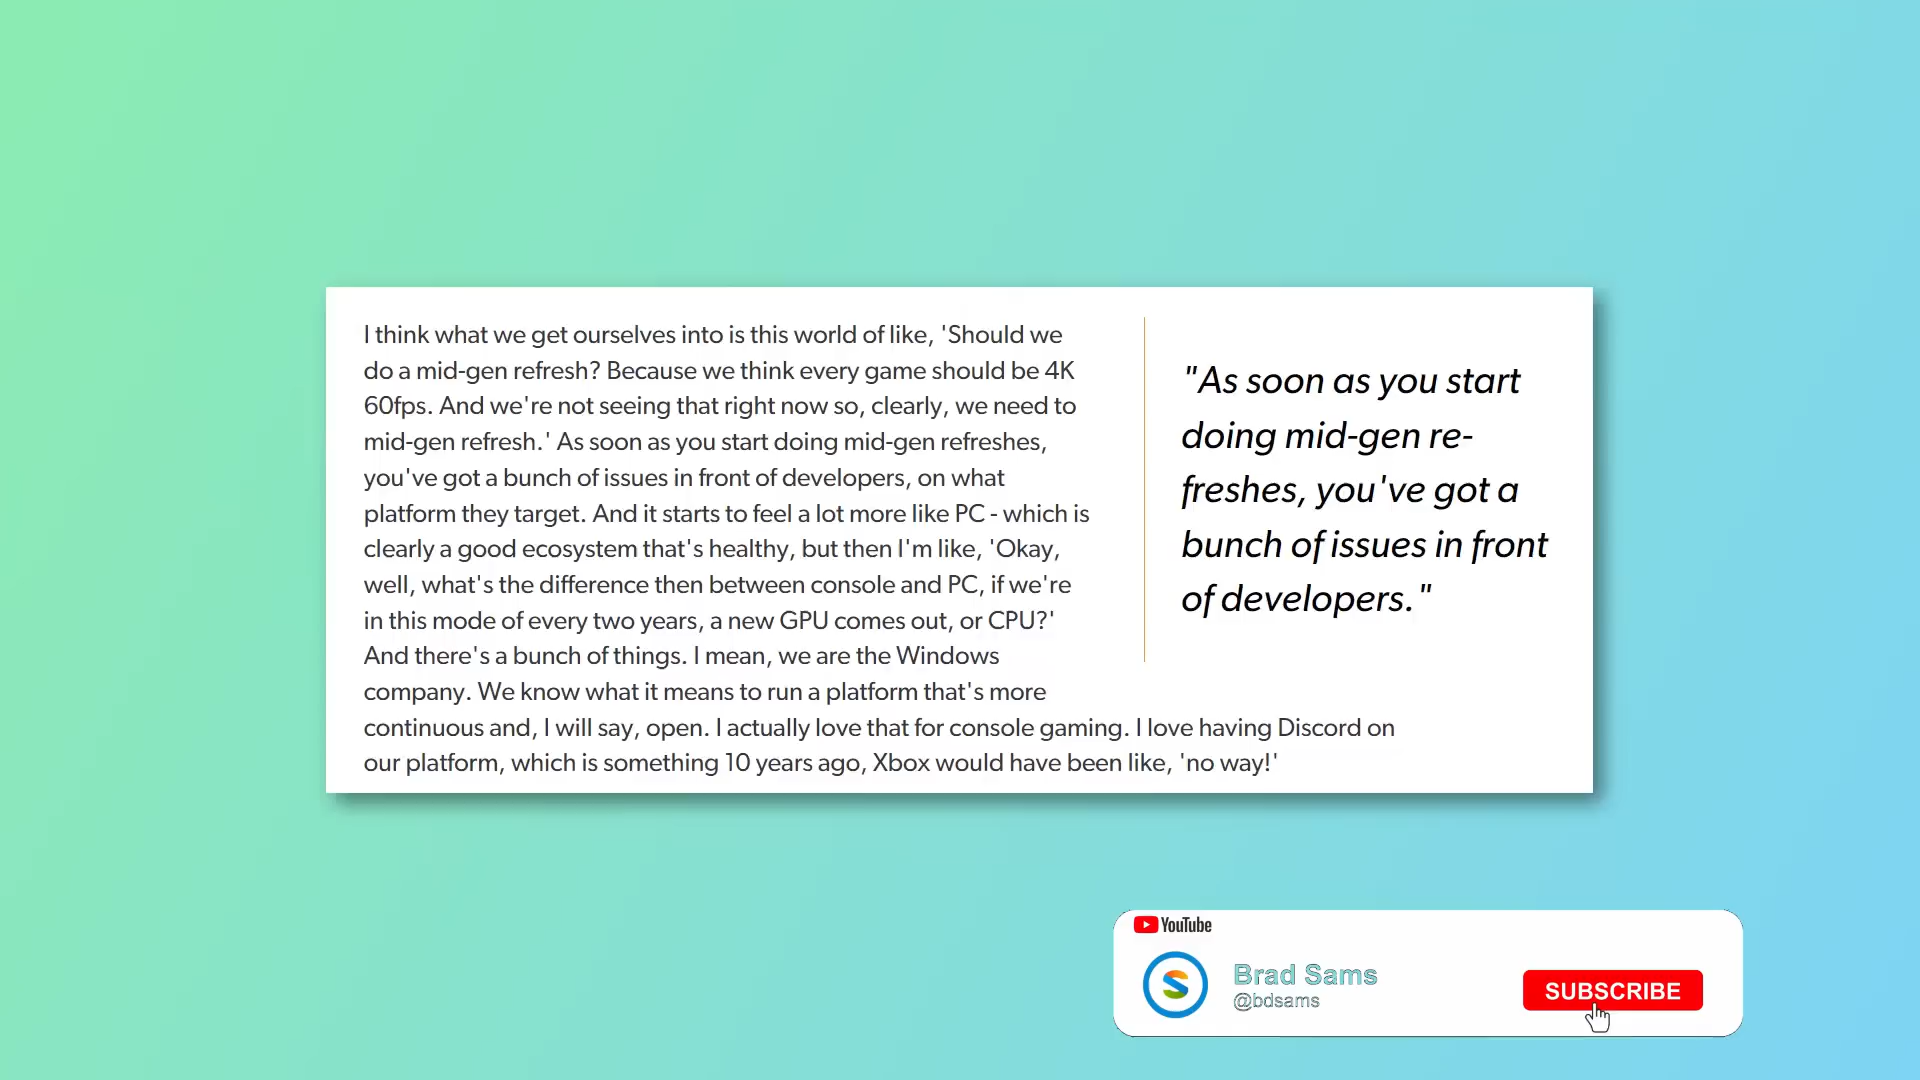 I think what we get ourselves into is this world of like, 'Should we
do a mid-gen refresh? Because we think every game should be 4K
60fps. And we're not seeing that right now so, clearly, we need to
mid-gen refresh.' As soon as you start doing mid-gen refreshes,
you've got a bunch of issues in front of developers, on what
platform they target. And it starts to feel a lot more like PC - which is
clearly a good ecosystem that's healthy, but then I'm like, 'Okay,
well, what's the difference then between console and PC, if we're
in this mode of every two years, a new GPU comes out, or CPU?'
And there's a bunch of things. I mean, we are the Windows
company. We know what it means to run a platform that's more
continuous and, I will say, open. I actually love that for console gaming. I love having Discord on
our platform, which is something 10 years ago, Xbox would have been like, 'no way!'
"As soon as you start
doing mid-gen re-
freshes, you've got a
bunch of issues in front
of developers."
YouTube
Brad Sams
@bdsams
SUBSCRIBE